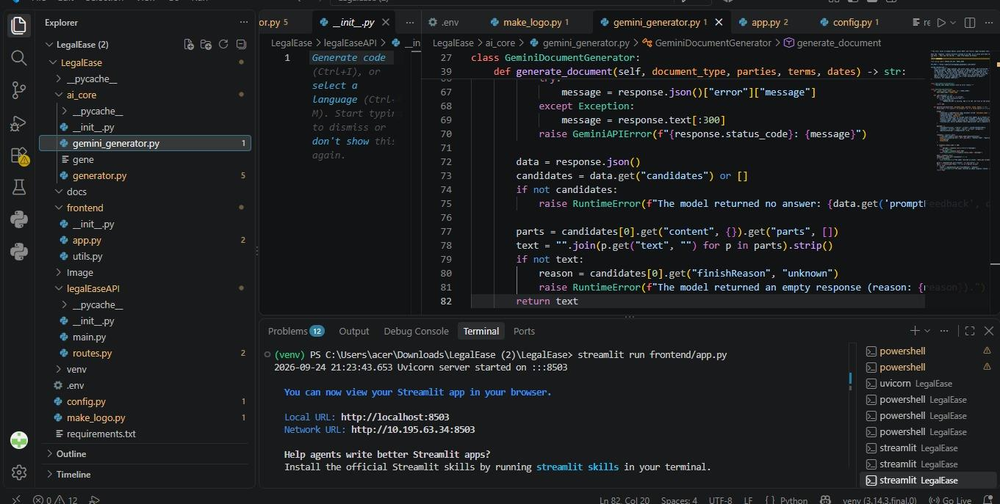 Explorer
LegalEase (2)
LegalEase
__pycache__
ai_core
__pycache__
__init__.py
gemini_generator.py 1
gene
generator.py 5
docs
frontend
__init__.py
app.py 2
utils.py
Image
legalEaseAPI
__pycache__
__init__.py
main.py
routes.py 2
venv
.env
config.py 1
make_logo.py 1
requirements.txt
Outline
Timeline
or.py 5
__init__.py
LegalEase > legalEaseAPI > __in
1
Generate code
(Ctrl+I), or
select a
language (Ctrl-
M). Start typin
to dismiss or
don't show this
again.
.env
make_logo.py 1
gemini_generator.py 1
app.py 2
config.py 1
re
LegalEase > ai_core > gemini_generator.py > GeminiDocumentGenerator > generate_document
27 class GeminiDocumentGenerator:
39 def generate_document(self, document_type, parties, terms, dates) -> str:
try:
67 message = response.json()["error"]["message"]
68 except Exception:
69 message = response.text[:300]
70 raise GeminiAPIError(f"{response.status_code}: {message}")
71
72 data = response.json()
73 candidates = data.get("candidates") or []
74 if not candidates:
75 raise RuntimeError(f"The model returned no answer: {data.get('promptFeedback',
76
77 parts = candidates[0].get("content", {}).get("parts", [])
78 text = "".join(p.get("text", "") for p in parts).strip()
79 if not text:
80 reason = candidates[0].get("finishReason", "unknown")
81 raise RuntimeError(f"The model returned an empty response (reason: {reason}).")
82 return text
Problems 12 Output Debug Console Terminal Ports
(venv) PS C:\Users\acer\Downloads\LegalEase (2)\LegalEase> streamlit run frontend/app.py
2026-09-24 21:23:43.653 Uvicorn server started on :::8503
You can now view your Streamlit app in your browser.
Local URL: http://localhost:8503
Network URL: http://10.195.63.34:8503
Help agents write better Streamlit apps?
Install the official Streamlit skills by running streamlit skills in your terminal.
powershell
powershell
uvicorn LegalEase
powershell LegalEase
powershell LegalEase
powershell LegalEase
streamlit LegalEase
streamlit LegalEase
streamlit LegalEase
0 12
Ln 82, Col 20 Spaces: 4 UTF-8 LF {} Python venv (3.14.3.final.0) Go Live